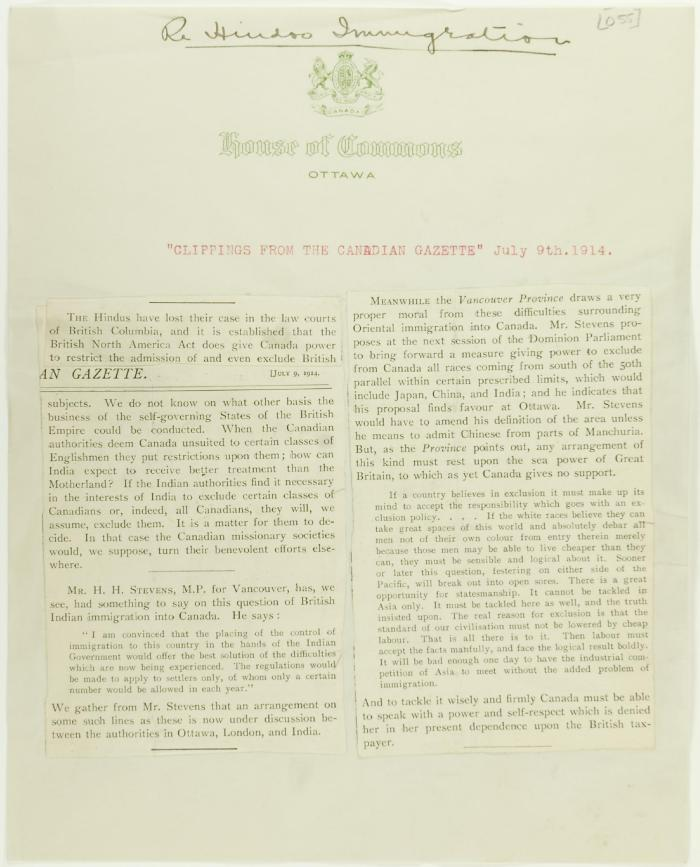 Re Hindoo Immigration
[055]
CANADA
House of Commons
OTTAWA
"CLIPPINGS FROM THE CANADIAN GAZETTE" July 9th.1914.
THE Hindus have lost their case in the law courts
of British Columbia, and it is established that the
British North America Act does give Canada power
to restrict the admission of and even exclude British
AN GAZETTE. [JULY 9, 1914.
subjects. We do not know on what other basis the
business of the self-governing States of the British
Empire could be conducted. When the Canadian
authorities deem Canada unsuited to certain classes of
Englishmen they put restrictions upon them; how can
India expect to receive better treatment than the
Motherland? If the Indian authorities find it necessary
in the interests of India to exclude certain classes of
Canadians or, indeed, all Canadians, they will, we
assume, exclude them. It is a matter for them to de-
cide. In that case the Canadian missionary societies
would, we suppose, turn their benevolent efforts else-
where.
MR. H. H. STEVENS, M.P. for Vancouver, has, we
see, had something to say on this question of British
Indian immigration into Canada. He says:
"I am convinced that the placing of the control of
immigration to this country in the hands of the Indian
Government would offer the best solution of the difficulties
which are now being experienced. The regulations would
be made to apply to settlers only, of whom only a certain
number would be allowed in each year."
We gather from Mr. Stevens that an arrangement on
some such lines as these is now under discussion be-
tween the authorities in Ottawa, London, and India.
MEANWHILE the Vancouver Province draws a very
proper moral from these difficulties surrounding
Oriental immigration into Canada. Mr. Stevens pro-
poses at the next session of the Dominion Parliament
to bring forward a measure giving power to exclude
from Canada all races coming from south of the 50th
parallel within certain prescribed limits, which would
include Japan, China, and India; and he indicates that
his proposal finds favour at Ottawa. Mr. Stevens
would have to amend his definition of the area unless
he means to admit Chinese from parts of Manchuria.
But, as the Province points out, any arrangement of
this kind must rest upon the sea power of Great
Britain, to which as yet Canada gives no support.
If a country believes in exclusion it must make up its
mind to accept the responsibility which goes with an ex-
clusion policy. . . . If the white races believe they can
take great spaces of this world and absolutely debar all
men not of their own colour from entry therein merely
because those men may be able to live cheaper than they
can, they must be sensible and logical about it. Sooner
or later this question, festering on either side of the
Pacific, will break out into open sores. There is a great
opportunity for statesmanship. It cannot be tackled in
Asia only. It must be tackled here as well, and the truth
insisted upon. The real reason for exclusion is that the
standard of our civilisation must not be lowered by cheap
labour. That is all there is to it. Then labour must
accept the facts manfully, and face the logical result boldly.
It will be bad enough one day to have the industrial com-
petition of Asia to meet without the added problem of
immigration.
And to tackle it wisely and firmly Canada must be able
to speak with a power and self-respect which is denied
her in her present dependence upon the British tax-
payer.